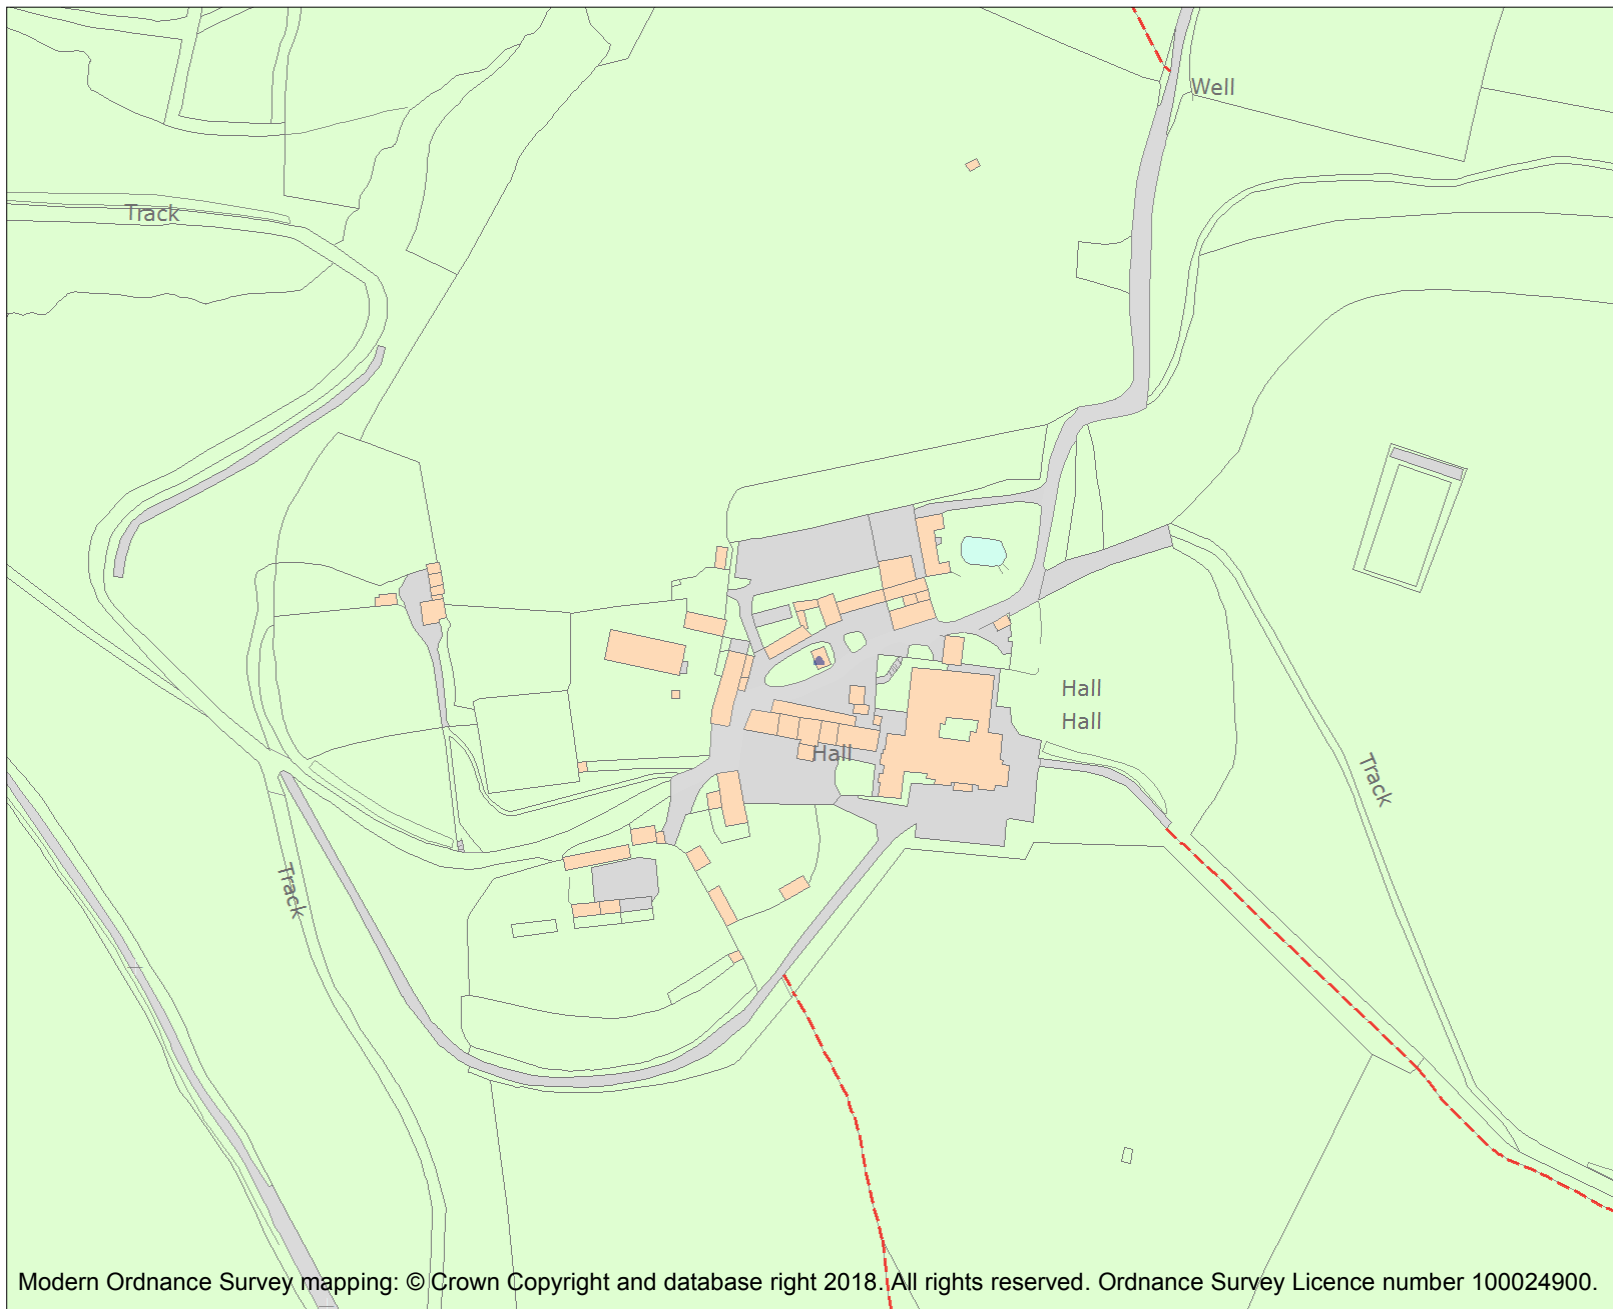 Well
Track
Hall
Hall
Hall
Track
Track
Modern Ordnance Survey mapping: © Crown Copyright and database right 2018. All rights reserved. Ordnance Survey Licence number 100024900.